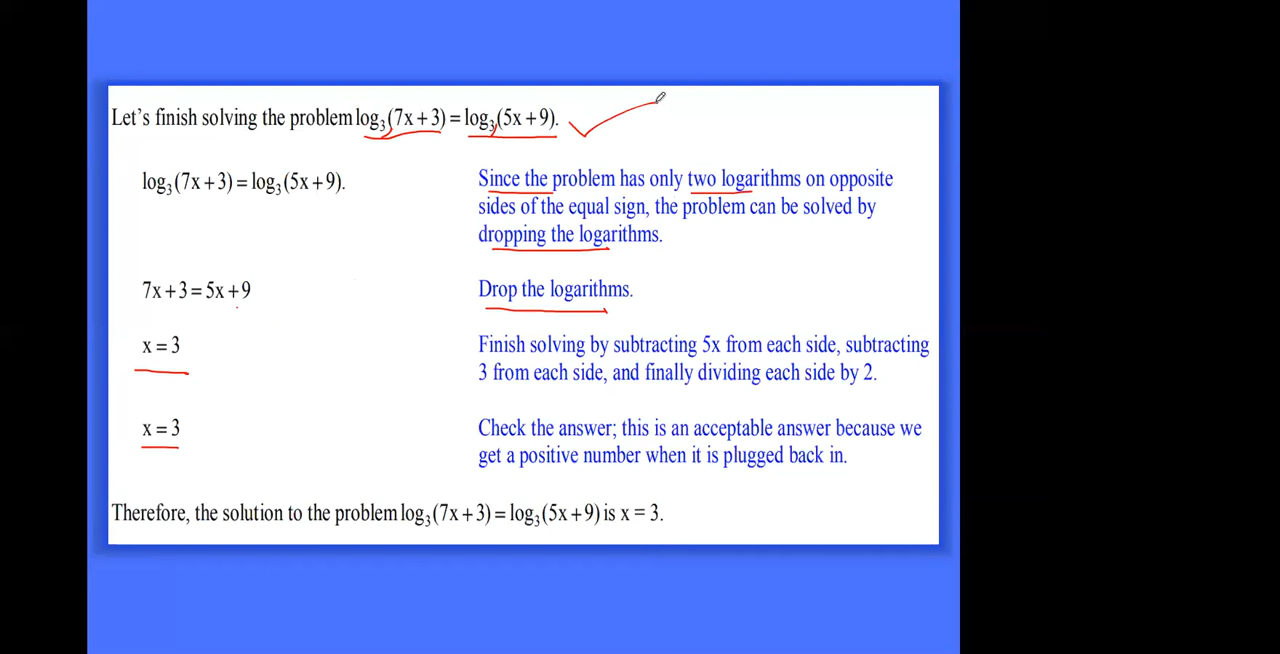 Let's finish solving the problem log₃(7x+3) = log₃(5x+9).
log₃(7x+3) = log₃(5x+9).
Since the problem has only two logarithms on opposite
sides of the equal sign, the problem can be solved by
dropping the logarithms.
7x+3=5x+9
Drop the logarithms.
x = 3
Finish solving by subtracting 5x from each side, subtracting
3 from each side, and finally dividing each side by 2.
x = 3
Check the answer; this is an acceptable answer because we
get a positive number when it is plugged back in.
Therefore, the solution to the problem log₃(7x+3) = log₃(5x+9) is x = 3.